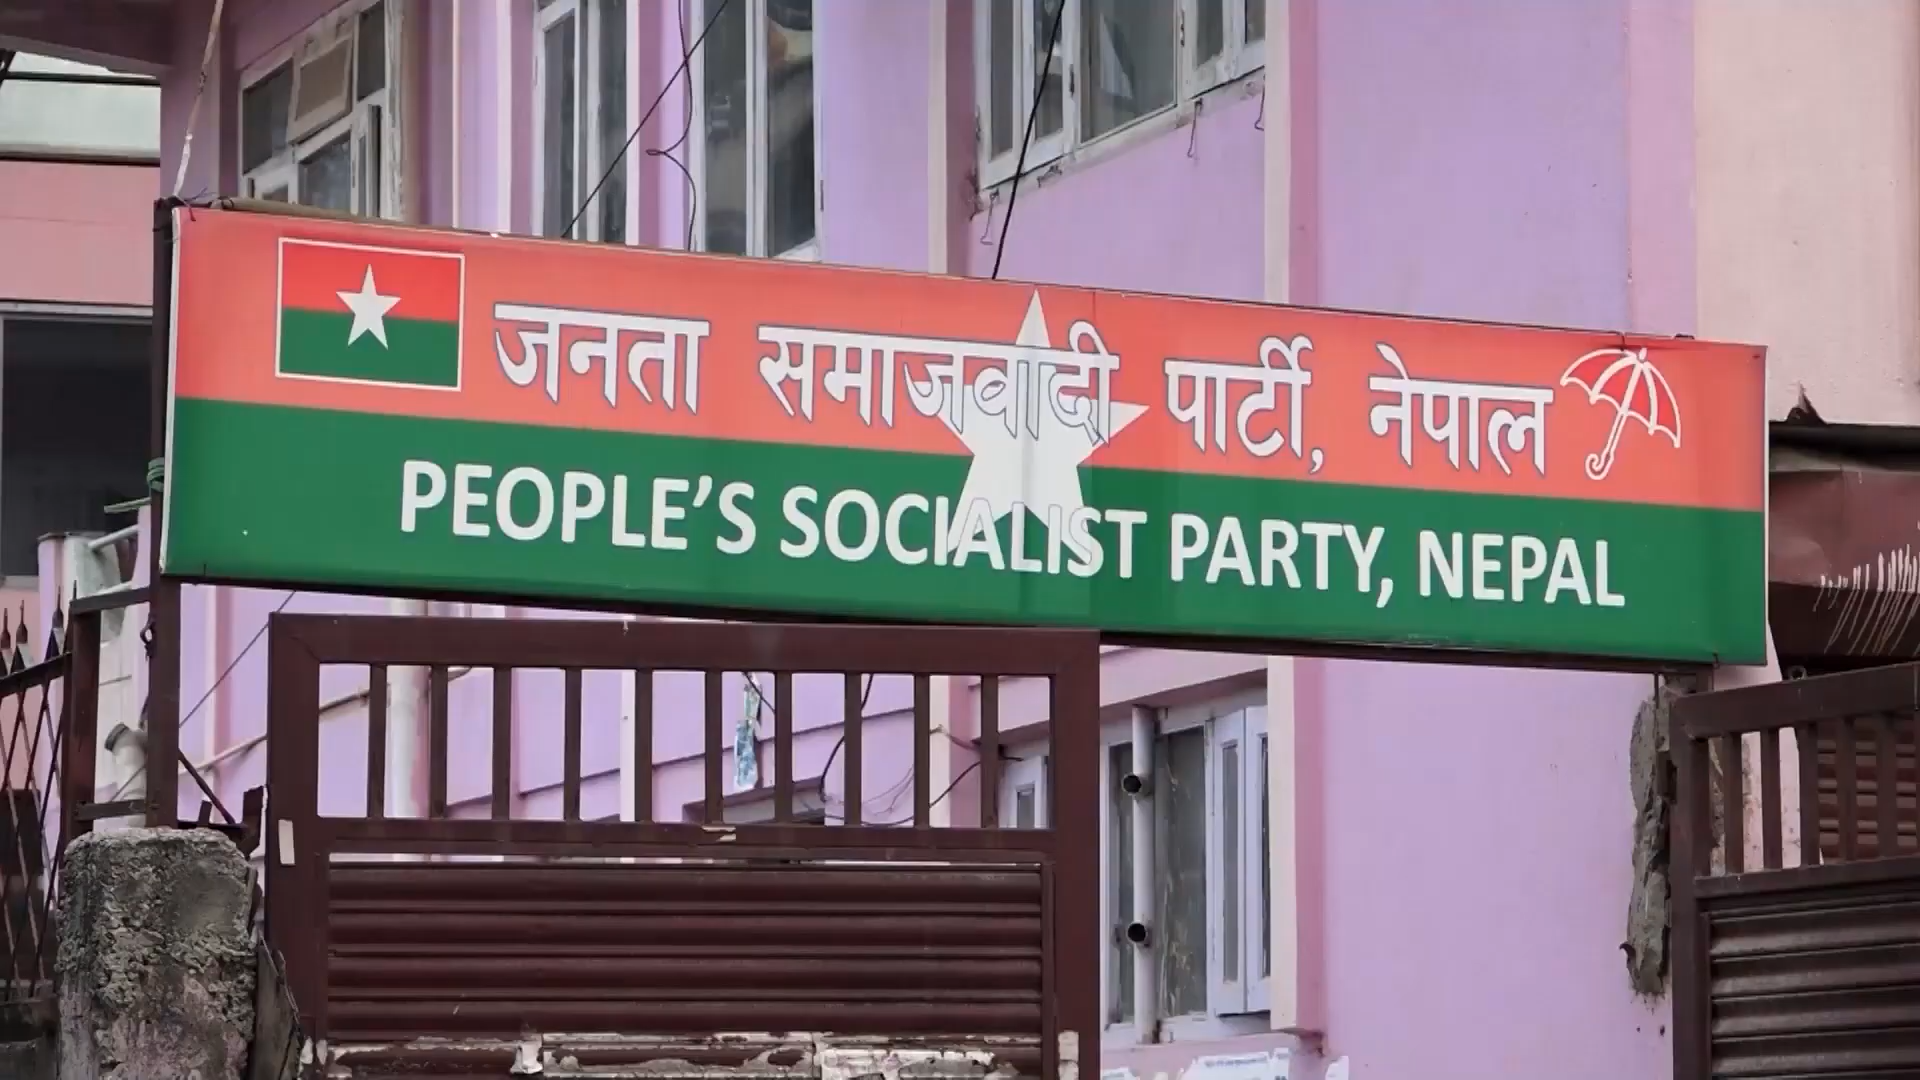 जनता समाजवादी पार्टी, नेपाल
PEOPLE'S SOCIALIST PARTY, NEPAL